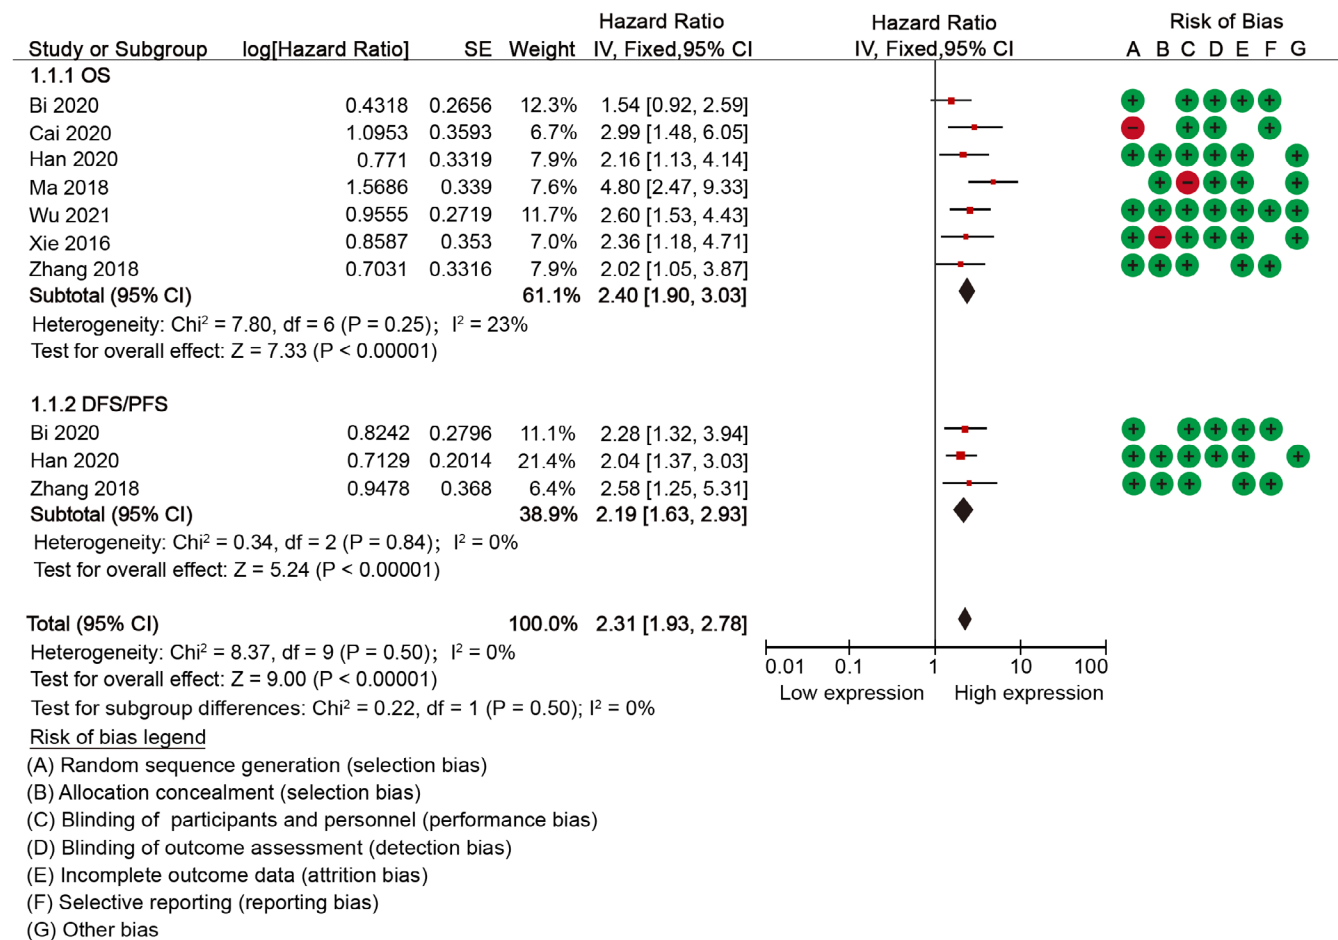 Hazard Ratio Hazard Ratio Risk of Bias
Study or Subgroup log[Hazard Ratio] SE Weight IV, Fixed,95% CI IV, Fixed,95% CI A B C D E F G
1.1.1 OS
Bi 2020 0.4318 0.2656 12.3% 1.54 [0.92, 2.59] + + + + +
Cai 2020 1.0953 0.3593 6.7% 2.99 [1.48, 6.05] − + + +
Han 2020 0.771 0.3319 7.9% 2.16 [1.13, 4.14] + + + + + +
Ma 2018 1.5686 0.339 7.6% 4.80 [2.47, 9.33] + − + + +
Wu 2021 0.9555 0.2719 11.7% 2.60 [1.53, 4.43] + + + + + + +
Xie 2016 0.8587 0.353 7.0% 2.36 [1.18, 4.71] + − + + + +
Zhang 2018 0.7031 0.3316 7.9% 2.02 [1.05, 3.87] + + + + +
Subtotal (95% CI) 61.1% 2.40 [1.90, 3.03]
Heterogeneity: Chi² = 7.80, df = 6 (P = 0.25); I² = 23%
Test for overall effect: Z = 7.33 (P < 0.00001)
1.1.2 DFS/PFS
Bi 2020 0.8242 0.2796 11.1% 2.28 [1.32, 3.94] + + + + +
Han 2020 0.7129 0.2014 21.4% 2.04 [1.37, 3.03] + + + + + +
Zhang 2018 0.9478 0.368 6.4% 2.58 [1.25, 5.31] + + + + +
Subtotal (95% CI) 38.9% 2.19 [1.63, 2.93]
Heterogeneity: Chi² = 0.34, df = 2 (P = 0.84); I² = 0%
Test for overall effect: Z = 5.24 (P < 0.00001)
Total (95% CI) 100.0% 2.31 [1.93, 2.78]
Heterogeneity: Chi² = 8.37, df = 9 (P = 0.50); I² = 0%
Test for overall effect: Z = 9.00 (P < 0.00001)
Test for subgroup differences: Chi² = 0.22, df = 1 (P = 0.50); I² = 0%
0.01 0.1 1 10 100
Low expression High expression
Risk of bias legend
(A) Random sequence generation (selection bias)
(B) Allocation concealment (selection bias)
(C) Blinding of participants and personnel (performance bias)
(D) Blinding of outcome assessment (detection bias)
(E) Incomplete outcome data (attrition bias)
(F) Selective reporting (reporting bias)
(G) Other bias